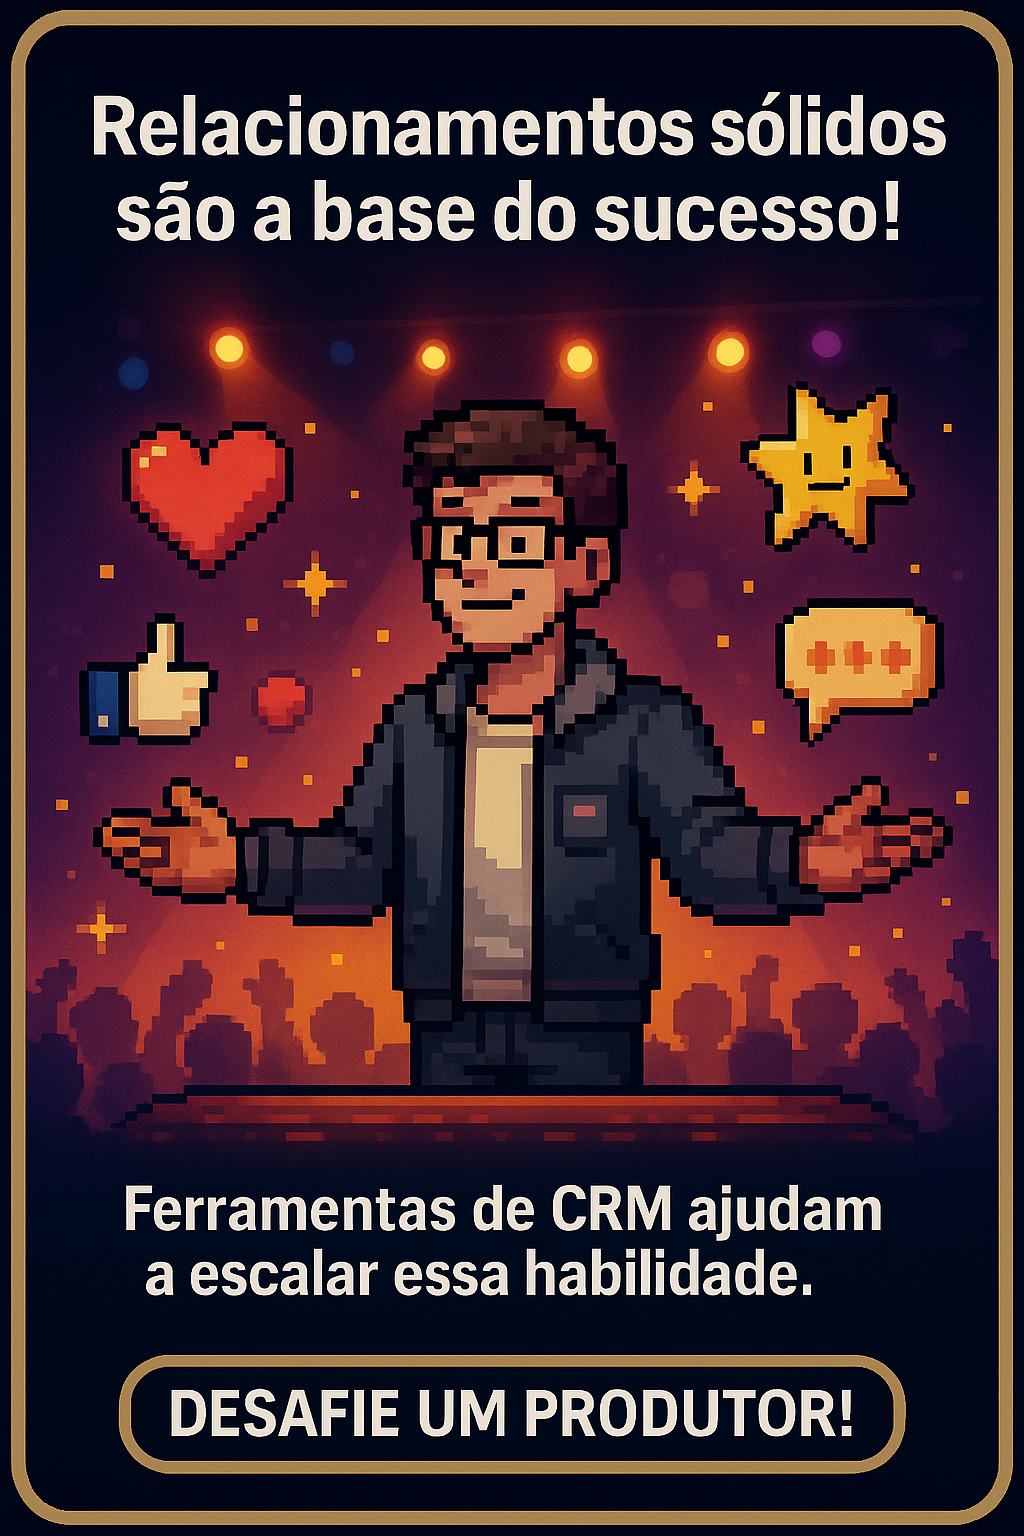 Relacionamentos sólidos
são a base do sucesso!
Ferramentas de CRM ajudam
a escalar essa habilidade.
DESAFIE UM PRODUTOR!